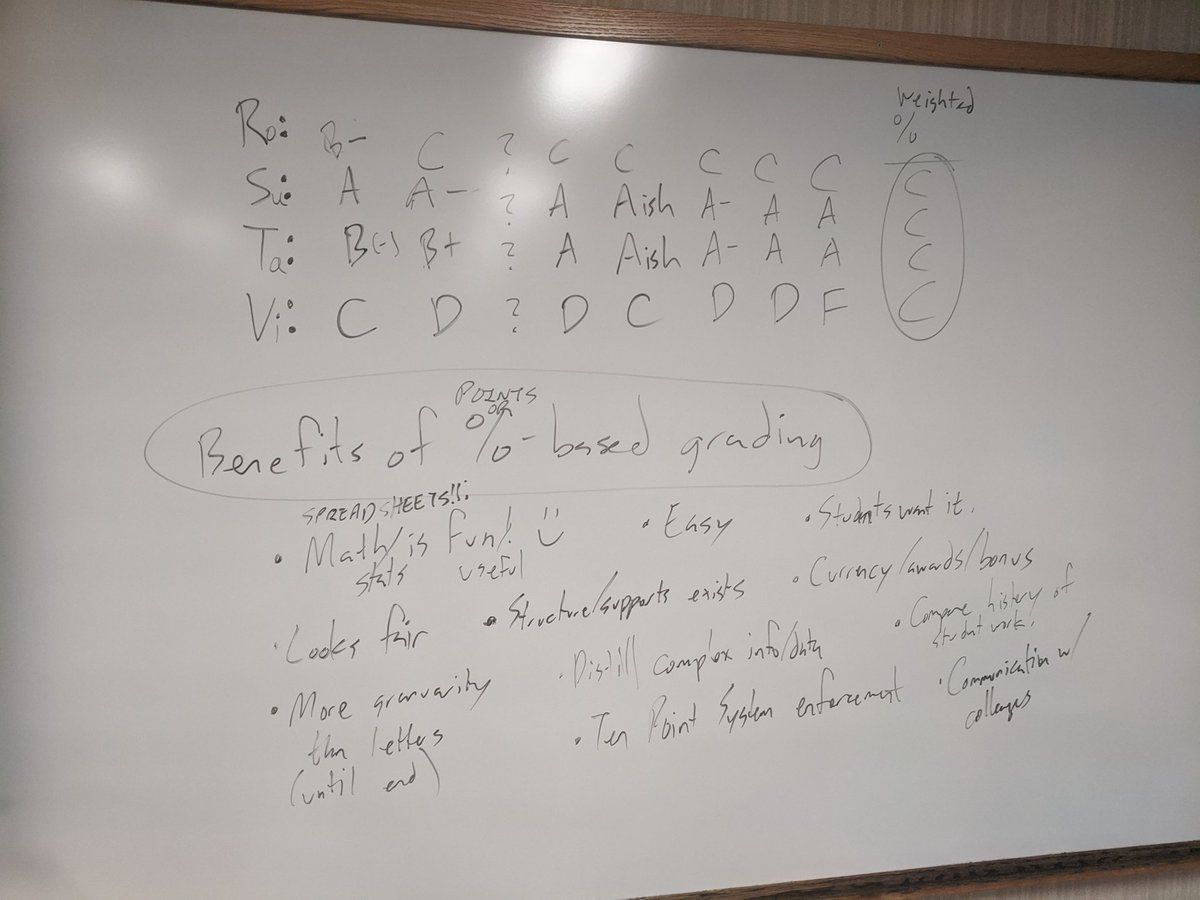 Weighted
%
Ro: B- C ? C C C C C C
Su: A A- ? A Aish A- A A C
Ta: B(-) B+ ? A Aish A- A A C
Vi: C D ? D C D D F C
POINTS
OR
Benefits of %-based grading
SPREADSHEETS!!!
• Math/is fun! :)
stats useful
• Easy
• Students want it.
• Looks fair
• Structure/supports exists
• Currency/awards/bonus
• Compare history of
student work.
• More granuarity
than letters
(until end)
• Distill complex info/data
• Ten Point System enforcement
• Communication w/